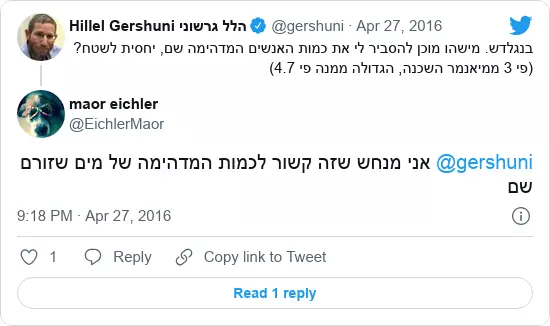 Hillel Gershuni הלל גרשוני @gershuni · Apr 27, 2016
בנגלדש. מישהו מוכן להסביר לי את כמות האנשים המדהימה שם, יחסית לשטח?
(פי 3 ממיאנמר השכנה, הגדולה ממנה פי 4.7)
maor eichler
@EichlerMaor
@gershuni אני מנחש שזה קשור לכמות המדהימה של מים שזורם
שם
9:18 PM · Apr 27, 2016
1 Reply Copy link to Tweet
Read 1 reply